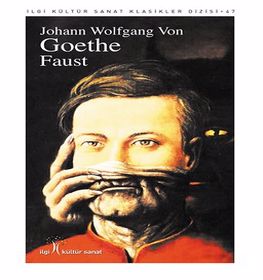 İLGİ KÜLTÜR SANAT KLASİKLER DİZİSİ•47
Johann Wolfgang Von
Goethe
Faust
ilgi kültür sanat